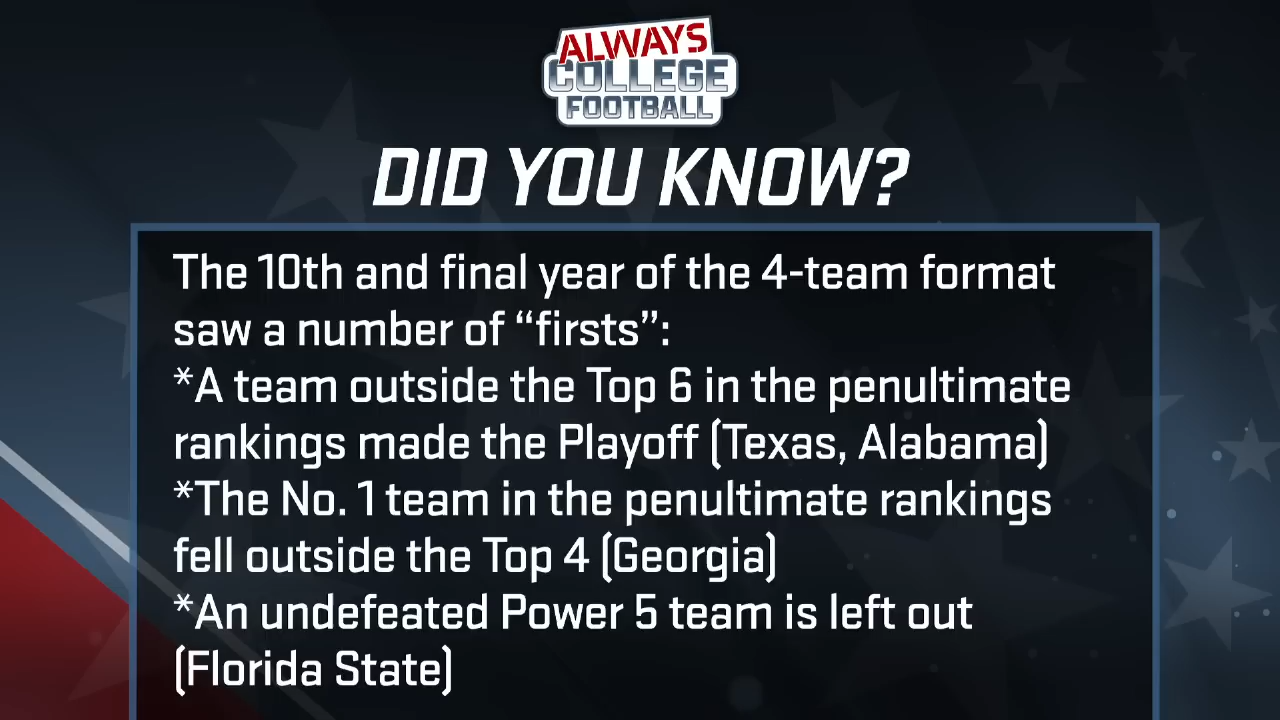 ALWAYS
COLLEGE
FOOTBALL
DID YOU KNOW?
The 10th and final year of the 4-team format
saw a number of “firsts”:
*A team outside the Top 6 in the penultimate
rankings made the Playoff (Texas, Alabama)
*The No. 1 team in the penultimate rankings
fell outside the Top 4 (Georgia)
*An undefeated Power 5 team is left out
(Florida State)